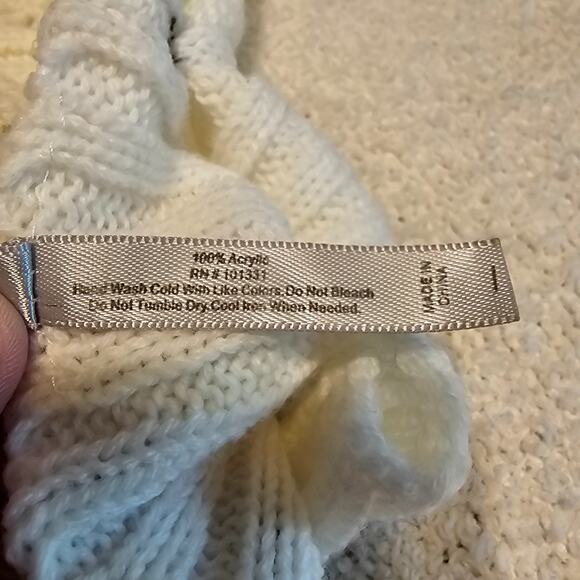 100% Acrylic
RN # 101331
Hand Wash Cold With Like Colors. Do Not Bleach
Do Not Tumble Dry. Cool Iron When Needed.
MADE IN
CHINA
L